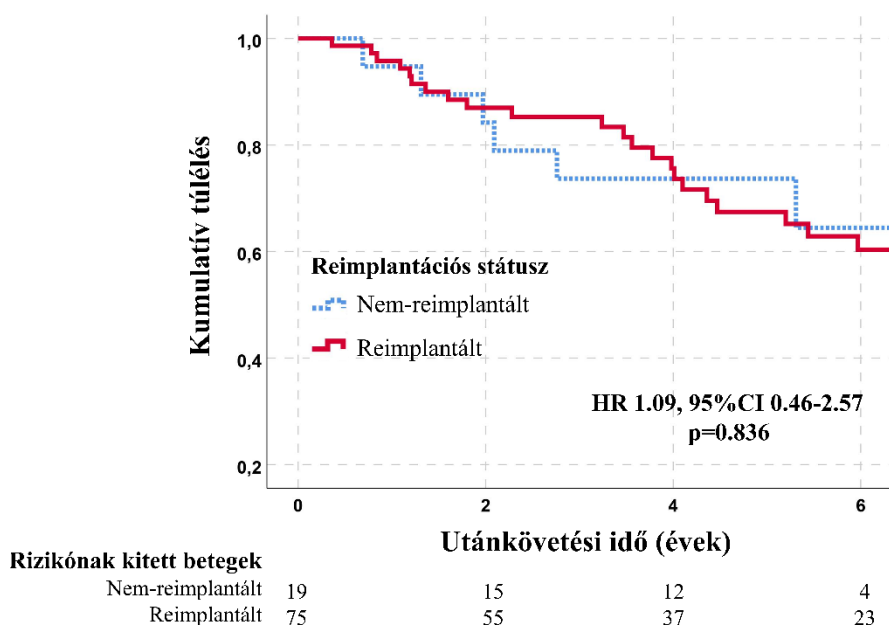 Kumulatív túlélés
1,0
0,8
0,6
0,4
0,2
Reimplantációs státusz
Nem-reimplantált
Reimplantált
HR 1.09, 95%CI 0.46-2.57
p=0.836
0 2 4 6
Utánkövetési idő (évek)
Rizikónak kitett betegek
Nem-reimplantált 19 15 12 4
Reimplantált 75 55 37 23